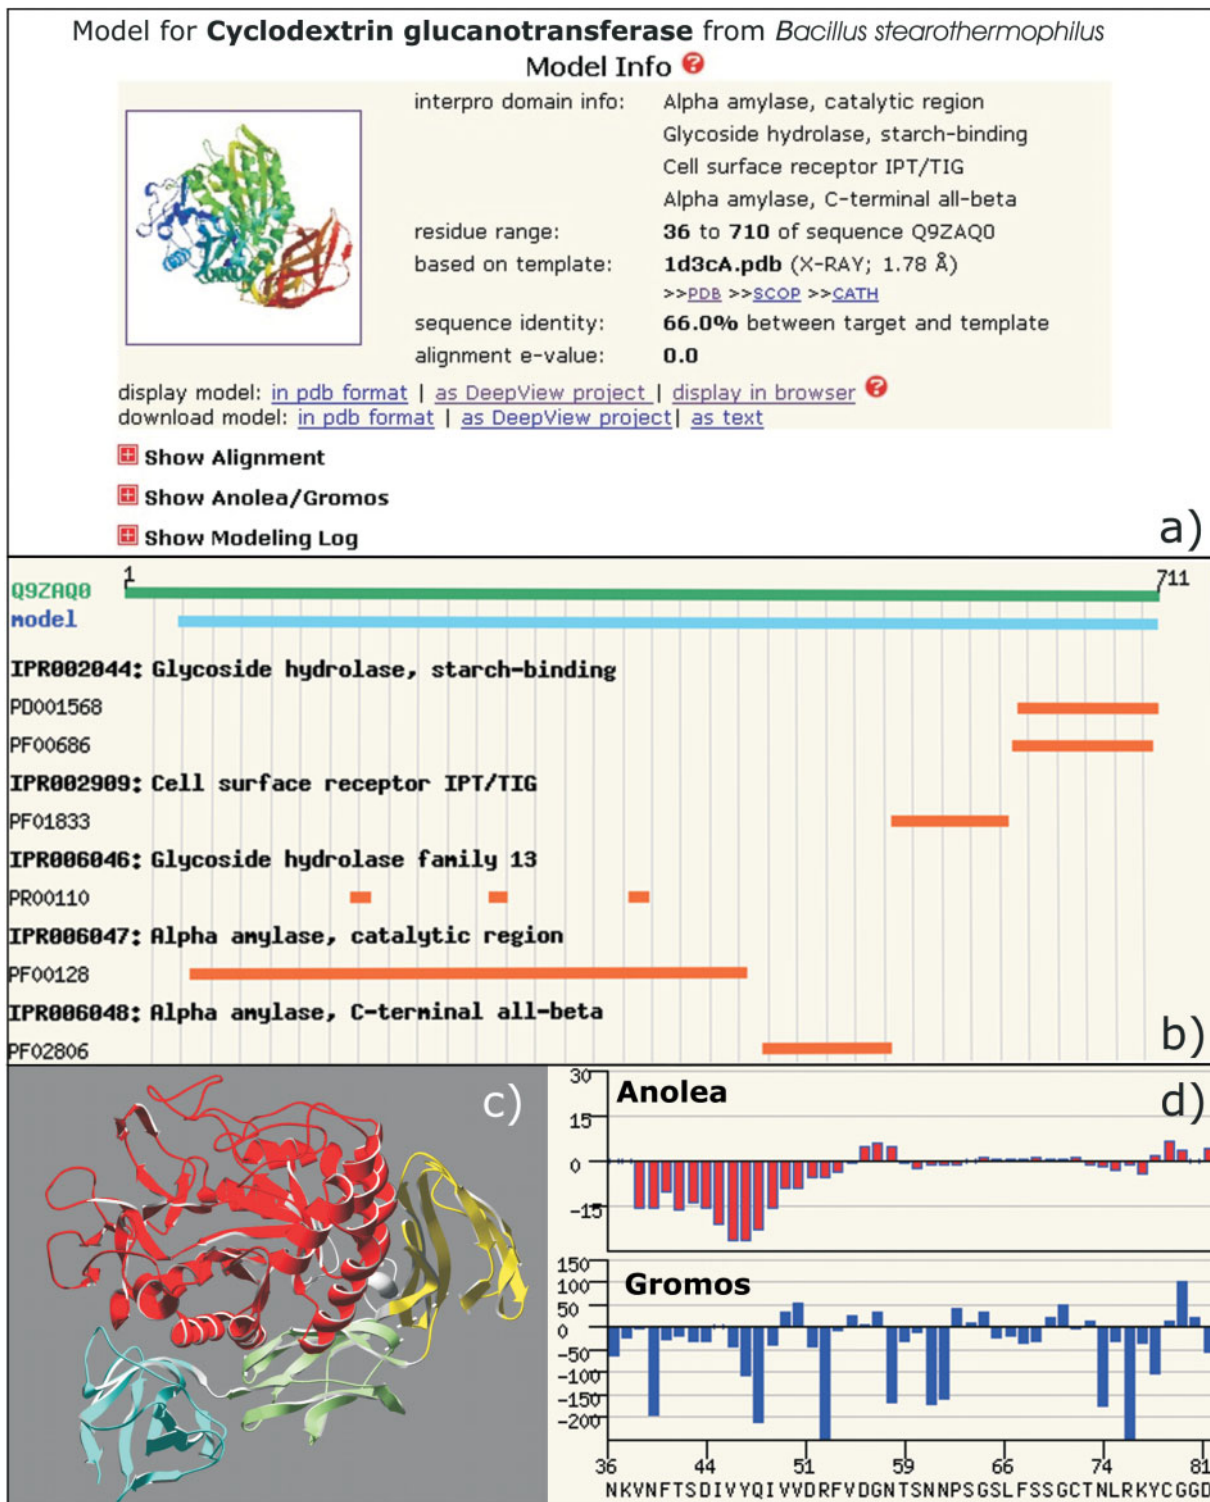 Model for Cyclodextrin glucanotransferase from Bacillus stearothermophilus
Model Info ?
interpro domain info: Alpha amylase, catalytic region
Glycoside hydrolase, starch-binding
Cell surface receptor IPT/TIG
Alpha amylase, C-terminal all-beta
residue range: 36 to 710 of sequence Q9ZAQ0
based on template: 1d3cA.pdb (X-RAY; 1.78 Å)
>>PDB >>SCOP >>CATH
sequence identity: 66.0% between target and template
alignment e-value: 0.0
display model: in pdb format | as DeepView project | display in browser ?
download model: in pdb format | as DeepView project| as text
Show Alignment
Show Anolea/Gromos
Show Modeling Log
a)
1 711
Q9ZAQ0
model
IPR002044: Glycoside hydrolase, starch-binding
PD001568
PF00686
IPR002909: Cell surface receptor IPT/TIG
PF01833
IPR006046: Glycoside hydrolase family 13
PR00110
IPR006047: Alpha amylase, catalytic region
PF00128
IPR006048: Alpha amylase, C-terminal all-beta
PF02806
b)
c)
d)
Anolea
30
15
0
-15
Gromos
150
100
50
0
-50
-100
-150
-200
36 44 51 59 66 74 81
NKVNFTSDIVYQIVVDRFVDGNTSNNPSGSLFSSGCTNLRKYCGGD